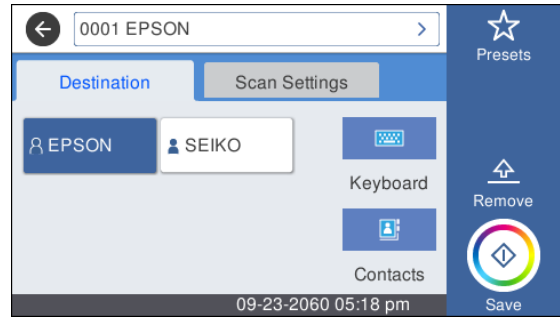 0001 EPSON
Presets
Destination
Scan Settings
EPSON
SEIKO
Keyboard
Remove
Contacts
09-23-2060 05:18 pm
Save